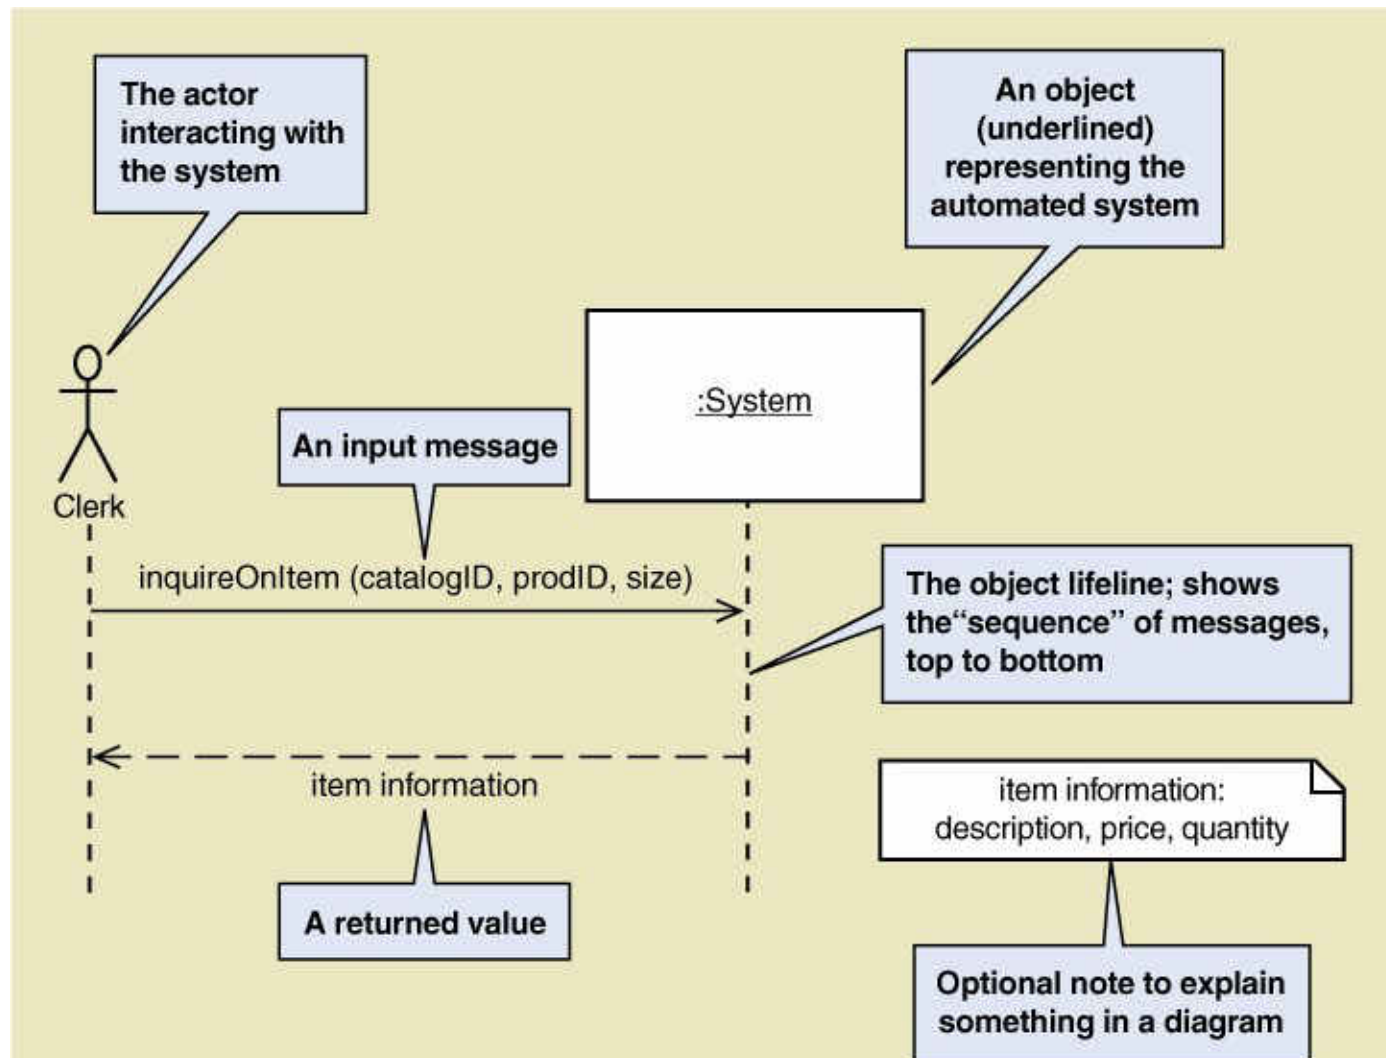 The actor
interacting with
the system
An object
(underlined)
representing the
automated system
:System
An input message
Clerk
inquireOnItem (catalogID, prodID, size)
The object lifeline; shows
the“sequence” of messages,
top to bottom
item information
item information:
description, price, quantity
A returned value
Optional note to explain
something in a diagram